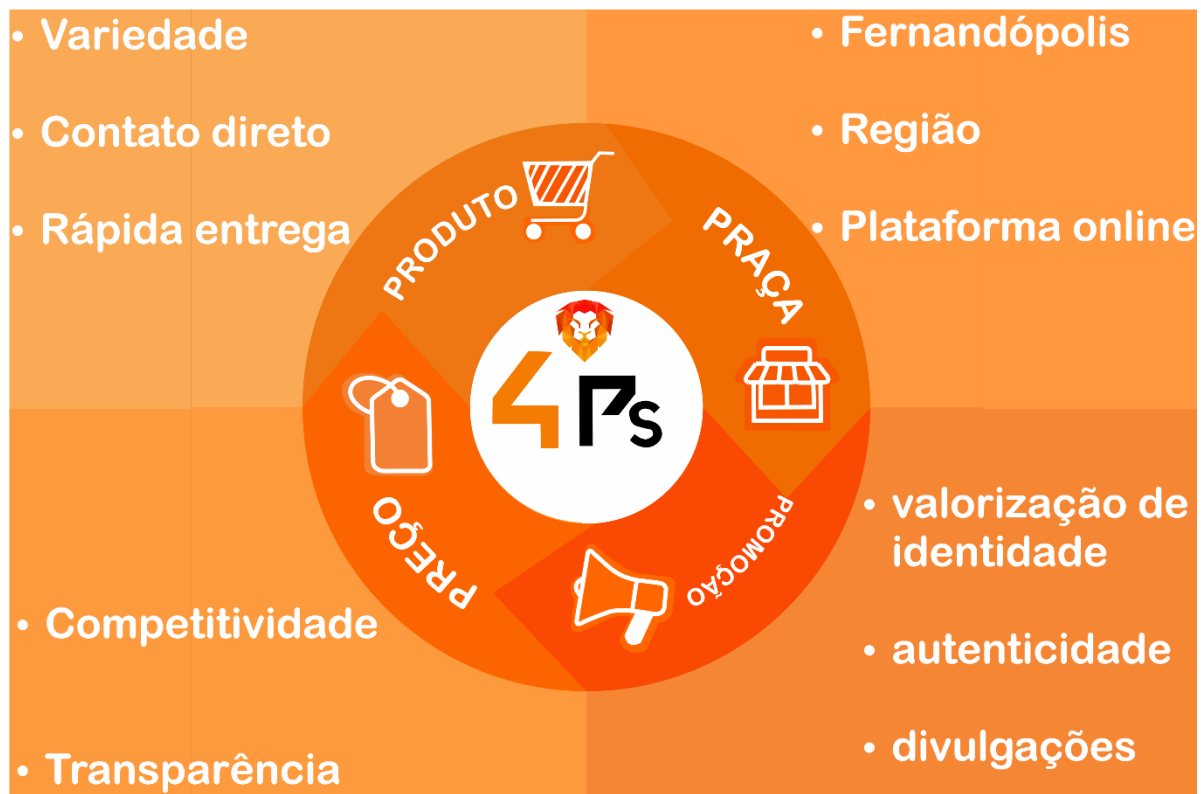 • Variedade
• Contato direto
• Rápida entrega
• Fernandópolis
• Região
• Plataforma online
PRODUTO
PRAÇA
4Ps
PREÇO
PROMOÇÃO
• Competitividade
• Transparência
• valorização de
identidade
• autenticidade
• divulgações